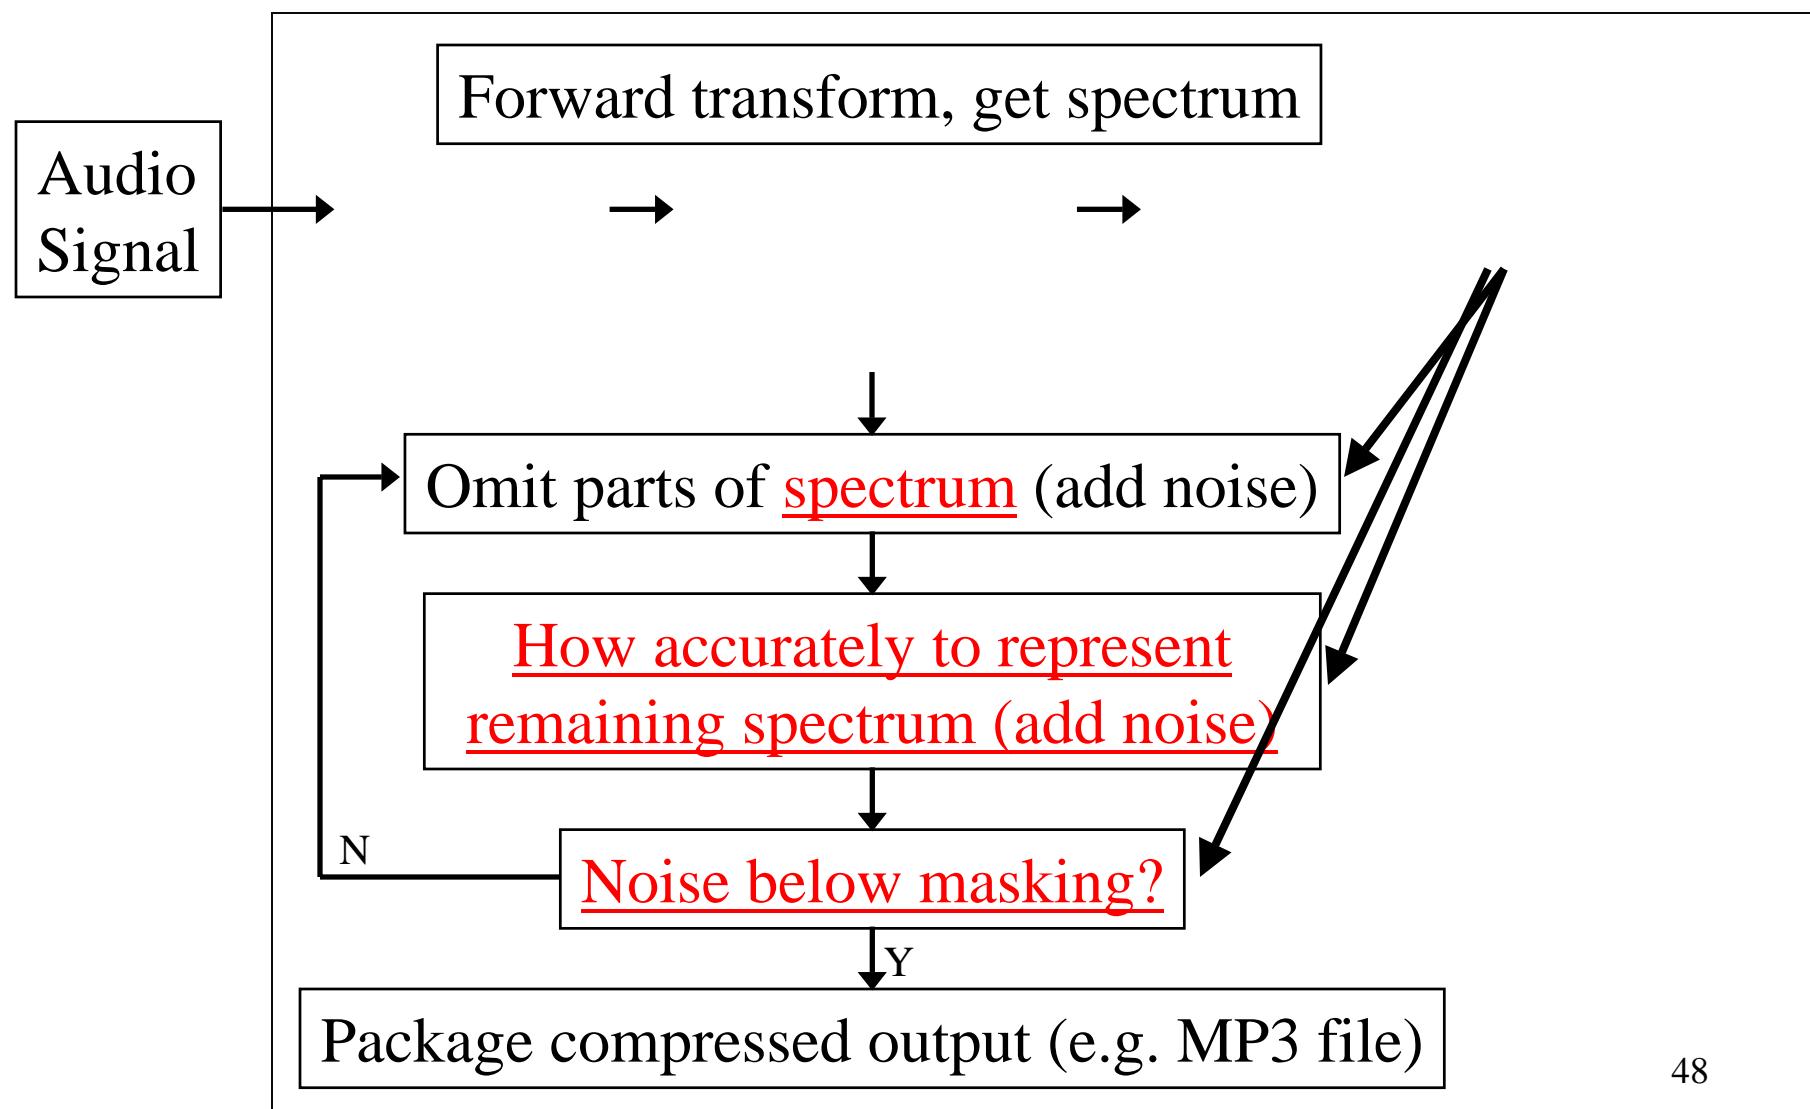 Forward transform, get spectrum
Audio
Signal
Omit parts of spectrum (add noise)
How accurately to represent
remaining spectrum (add noise)
N
Noise below masking?
Y
Package compressed output (e.g. MP3 file)
48